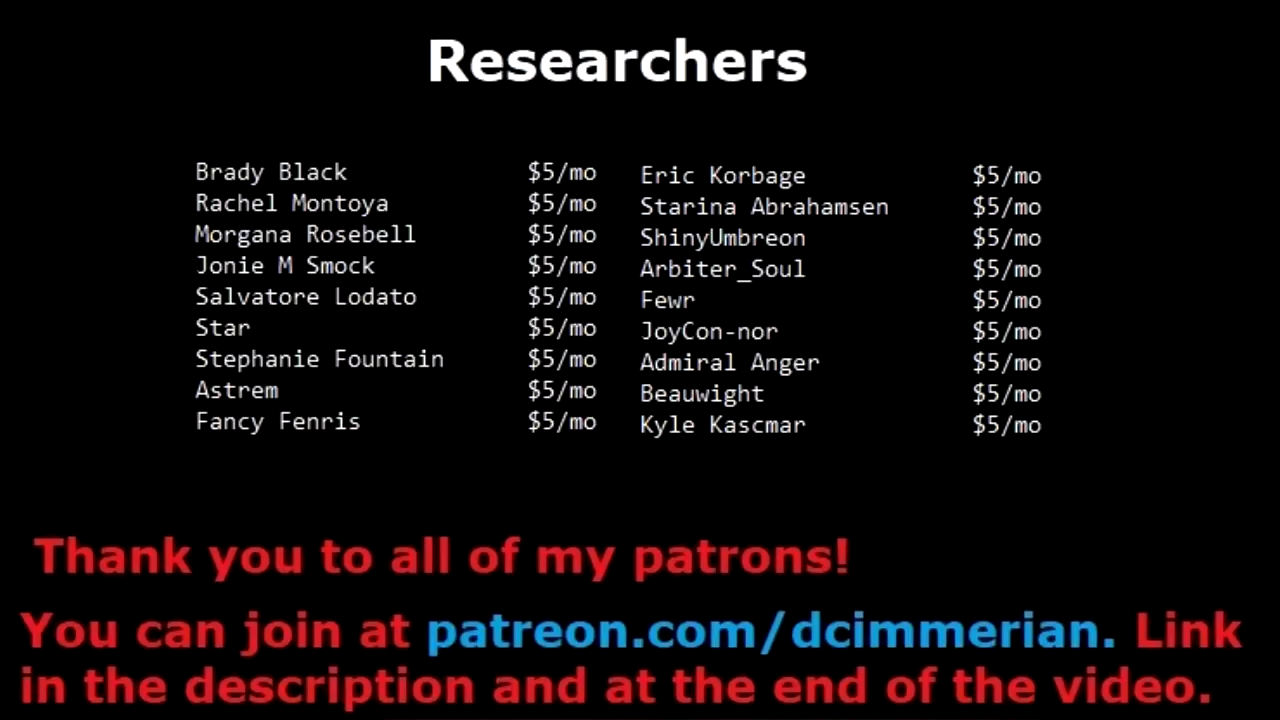 Researchers
Brady Black $5/mo
Rachel Montoya $5/mo
Morgana Rosebell $5/mo
Jonie M Smock $5/mo
Salvatore Lodato $5/mo
Star $5/mo
Stephanie Fountain $5/mo
Astrem $5/mo
Fancy Fenris $5/mo
Eric Korbage $5/mo
Starina Abrahamsen $5/mo
ShinyUmbreon $5/mo
Arbiter_Soul $5/mo
Fewr $5/mo
JoyCon-nor $5/mo
Admiral Anger $5/mo
Beauwight $5/mo
Kyle Kascmar $5/mo
Thank you to all of my patrons!
You can join at patreon.com/dcimmerian. Link
in the description and at the end of the video.